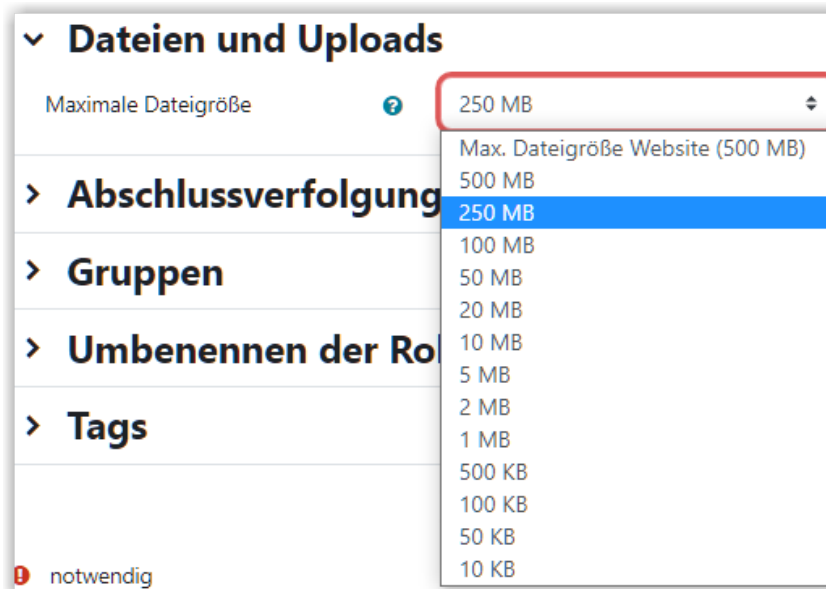 Dateien und Uploads
Maximale Dateigröße
250 MB
Max. Dateigröße Website (500 MB)
500 MB
250 MB
100 MB
50 MB
20 MB
10 MB
5 MB
2 MB
1 MB
500 KB
100 KB
50 KB
10 KB
Abschlussverfolgung
Gruppen
Umbenennen der Rol
Tags
notwendig